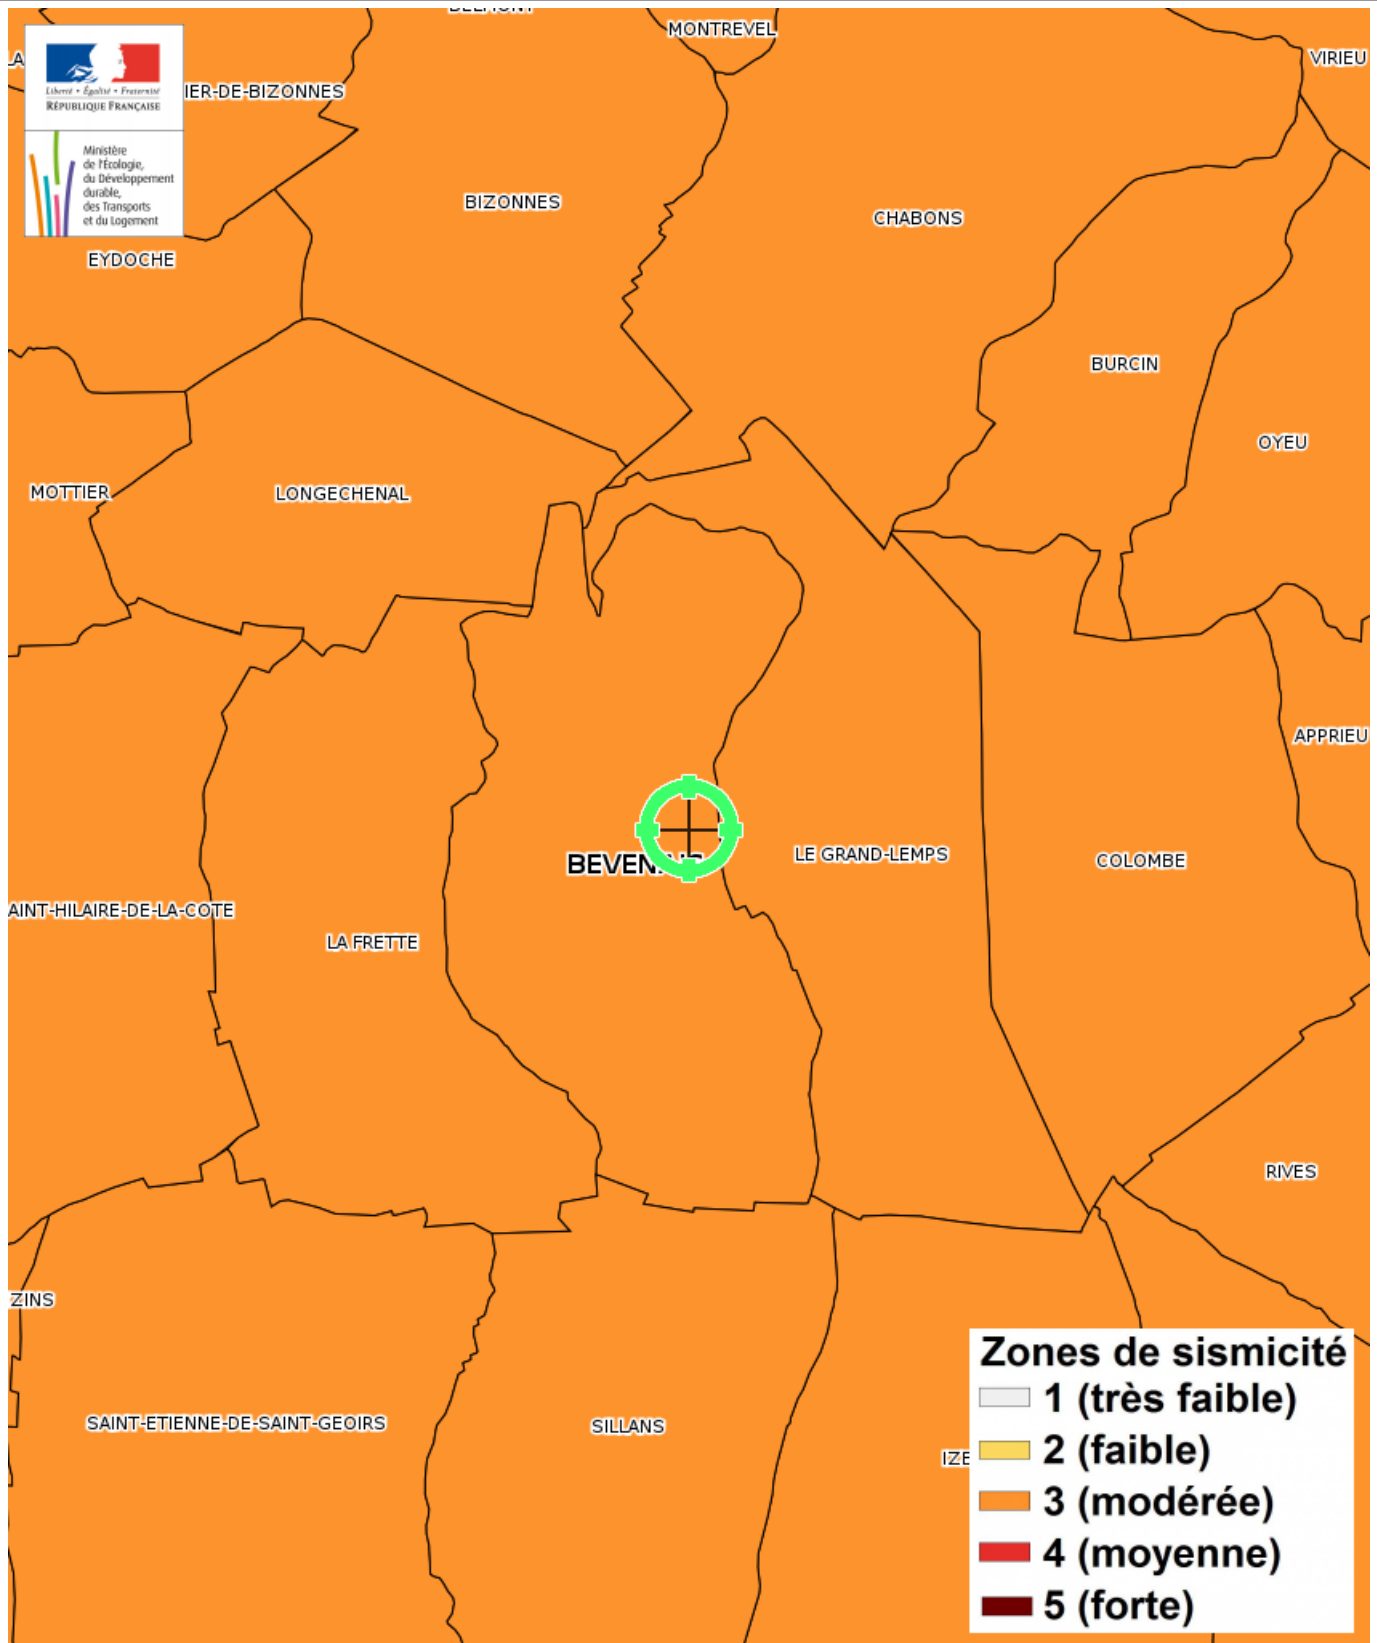 MONTREVEL
VIRIEU
Liberté • Égalité • Fraternité
RÉPUBLIQUE FRANÇAISE
IER-DE-BIZONNES
Ministère
de l'Écologie,
du Développement
durable,
des Transports
et du Logement
BIZONNES
CHABONS
EYDOCHE
BURCIN
OYEU
MOTTIER
LONGECHENAL
APPRIEU
LE GRAND-LEMPS
COLOMBE
AINT-HILAIRE-DE-LA-COTE
LA FRETTE
RIVES
ZINS
SAINT-ETIENNE-DE-SAINT-GEOIRS
SILLANS
IZE
Zones de sismicité
1 (très faible)
2 (faible)
3 (modérée)
4 (moyenne)
5 (forte)